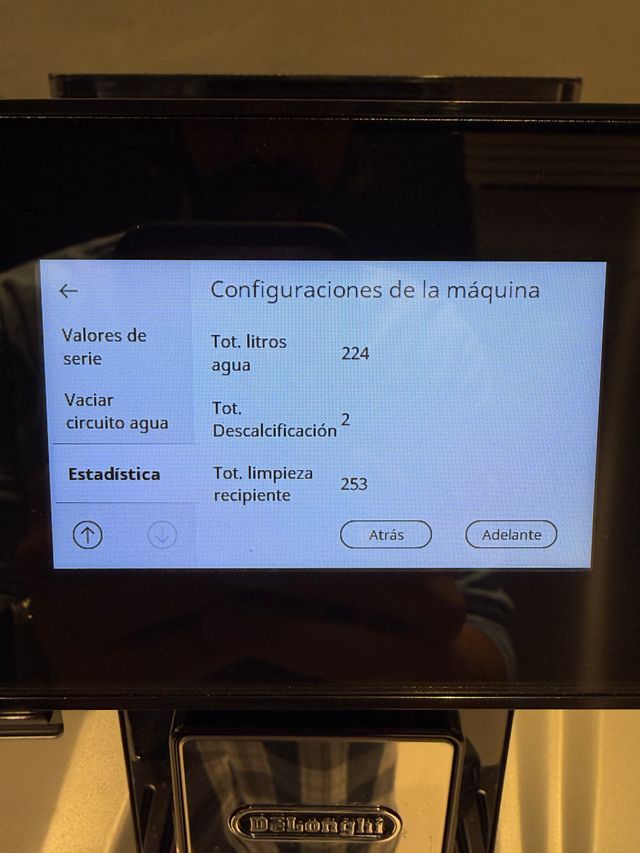 Configuraciones de la máquina
Valores de
serie
Vaciar
circuito agua
Estadística
Tot. litros
agua
224
Tot.
Descalcificación
2
Tot. limpieza
recipiente
253
Atrás
Adelante
DeLonghi